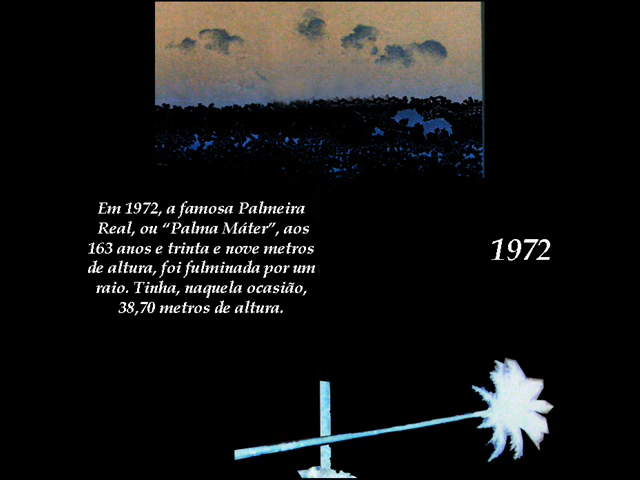 Em 1972, a famosa Palmeira
Real, ou “Palma Máter”, aos
163 anos e trinta e nove metros
de altura, foi fulminada por um
raio. Tinha, naquela ocasião,
38,70 metros de altura.
1972